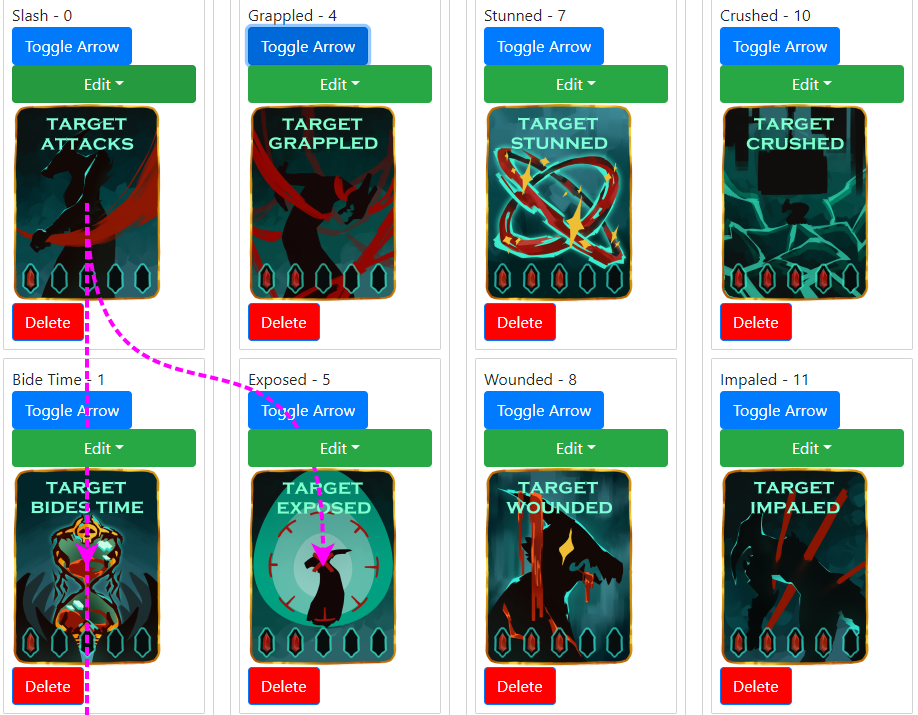 Slash - 0
Toggle Arrow
Edit
TARGET
ATTACKS
Delete
Grappled - 4
Toggle Arrow
Edit
TARGET
GRAPPLED
Delete
Stunned - 7
Toggle Arrow
Edit
TARGET
STUNNED
Delete
Crushed - 10
Toggle Arrow
Edit
TARGET
CRUSHED
Delete
Bide Time - 1
Toggle Arrow
Edit
TARGET
BIDES TIME
Delete
Exposed - 5
Toggle Arrow
Edit
TARGET
EXPOSED
Delete
Wounded - 8
Toggle Arrow
Edit
TARGET
WOUNDED
Delete
Impaled - 11
Toggle Arrow
Edit
TARGET
IMPALED
Delete